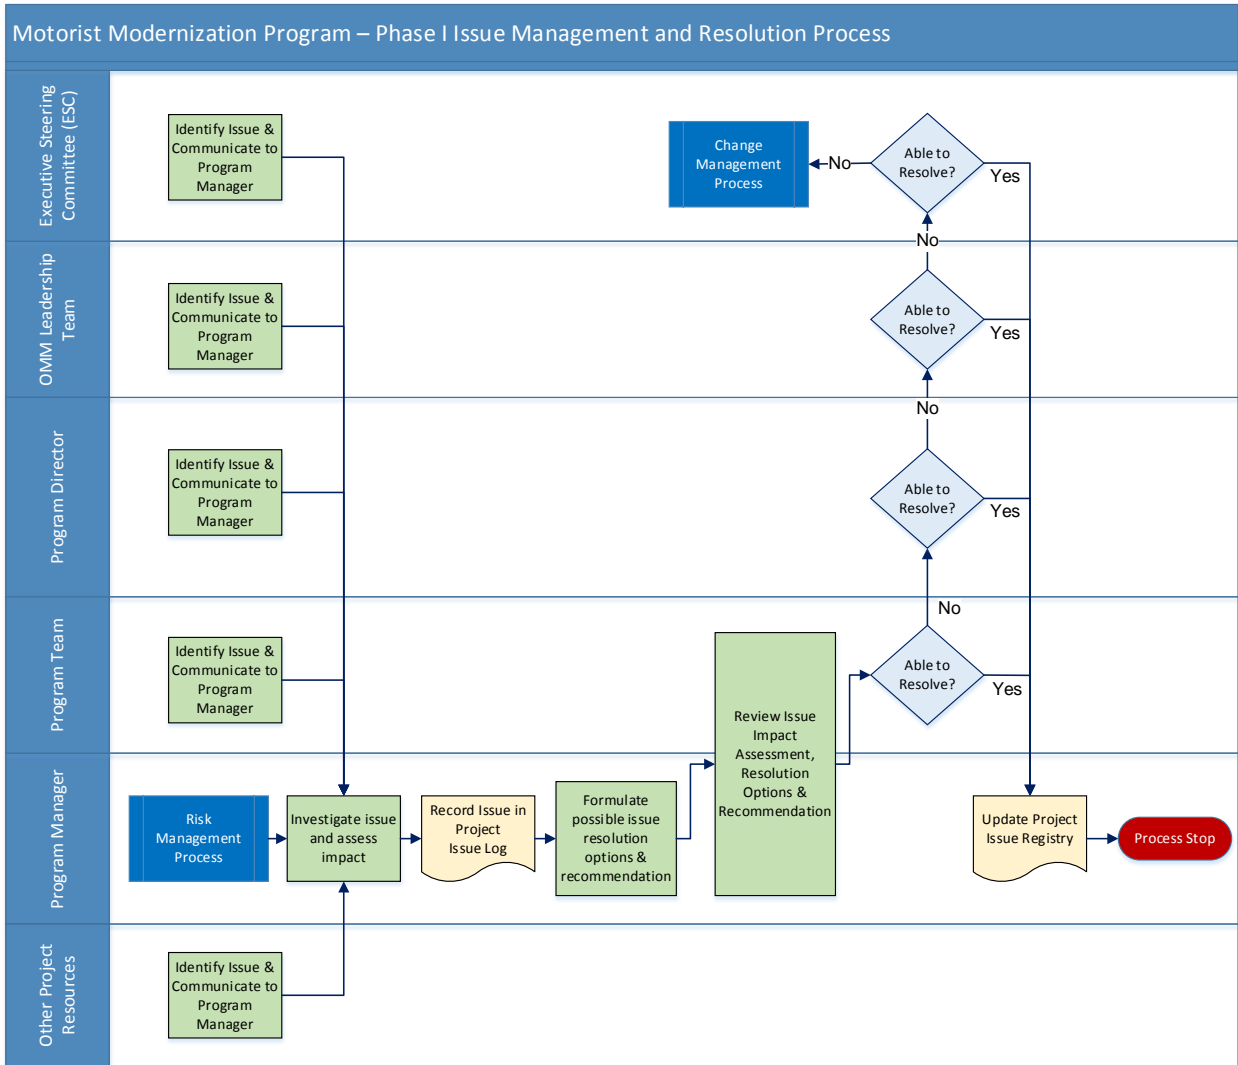 Motorist Modernization Program – Phase I Issue Management and Resolution Process
Executive Steering
Committee (ESC)
Identify Issue &
Communicate to
Program
Manager
Change
Management
Process
No
Able to
Resolve?
Yes
No
OMM Leadership
Team
Identify Issue &
Communicate to
Program
Manager
Able to
Resolve?
Yes
No
Program Director
Identify Issue &
Communicate to
Program
Manager
Able to
Resolve?
Yes
No
Program Team
Identify Issue &
Communicate to
Program
Manager
Able to
Resolve?
Yes
Review Issue
Impact
Assessment,
Resolution
Options &
Recommendation
Program Manager
Risk
Management
Process
Investigate issue
and assess
impact
Record Issue in
Project
Issue Log
Formulate
possible issue
resolution
options &
recommendation
Update Project
Issue Registry
Process Stop
Other Project
Resources
Identify Issue &
Communicate to
Program
Manager